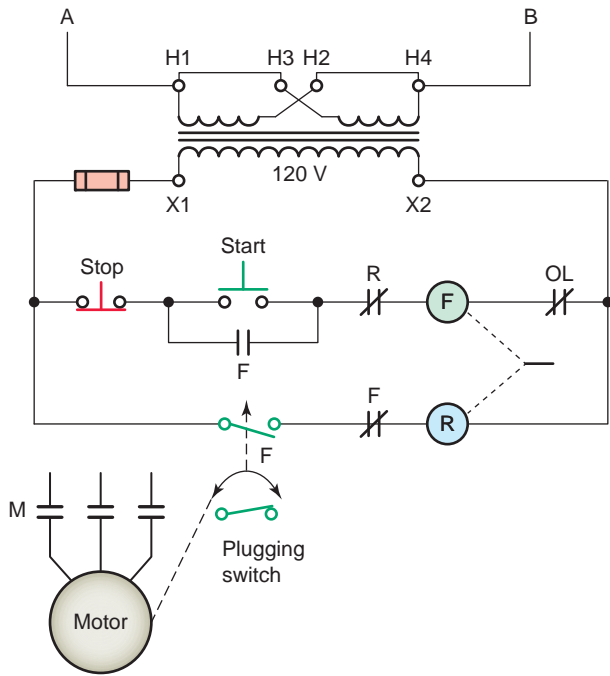 A B
H1 H3 H2 H4
120 V
X1 X2
Start
Stop R OL
F
F
F
R
F
M
Plugging
switch
Motor